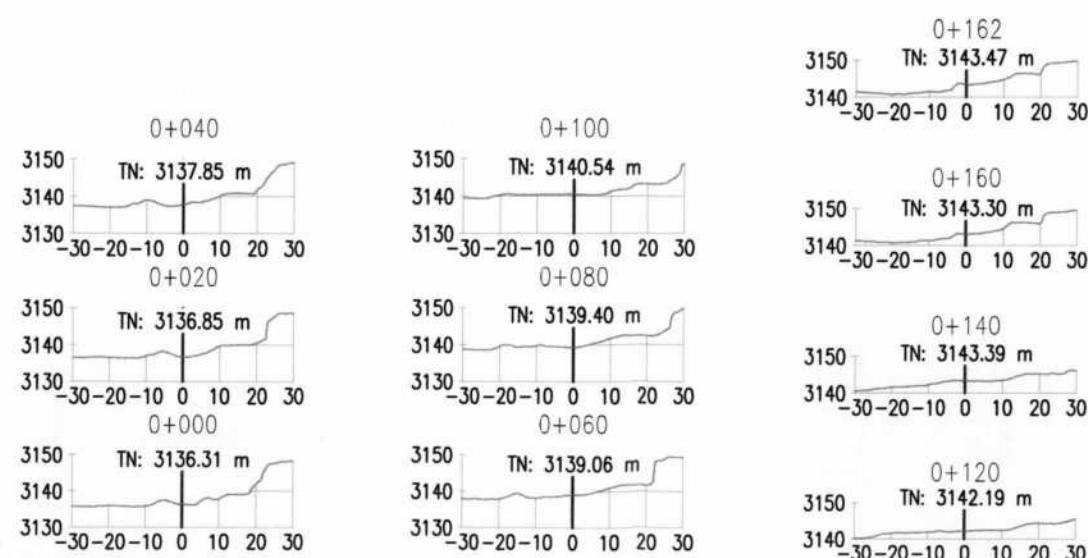 0+040
3150
TN: 3137.85 m
3140
3130
-30 -20 -10 0 10 20 30
0+020
3150
TN: 3136.85 m
3140
3130
-30 -20 -10 0 10 20 30
0+000
3150
TN: 3136.31 m
3140
3130
-30 -20 -10 0 10 20 30
0+100
3150
TN: 3140.54 m
3140
3130
-30 -20 -10 0 10 20 30
0+080
3150
TN: 3139.40 m
3140
3130
-30 -20 -10 0 10 20 30
0+060
3150
TN: 3139.06 m
3140
3130
-30 -20 -10 0 10 20 30
0+162
3150
TN: 3143.47 m
3140
-30 -20 -10 0 10 20 30
0+160
3150
TN: 3143.30 m
3140
-30 -20 -10 0 10 20 30
0+140
3150
TN: 3143.39 m
3140
-30 -20 -10 0 10 20 30
0+120
3150
TN: 3142.19 m
3140
-30 -20 -10 0 10 20 30